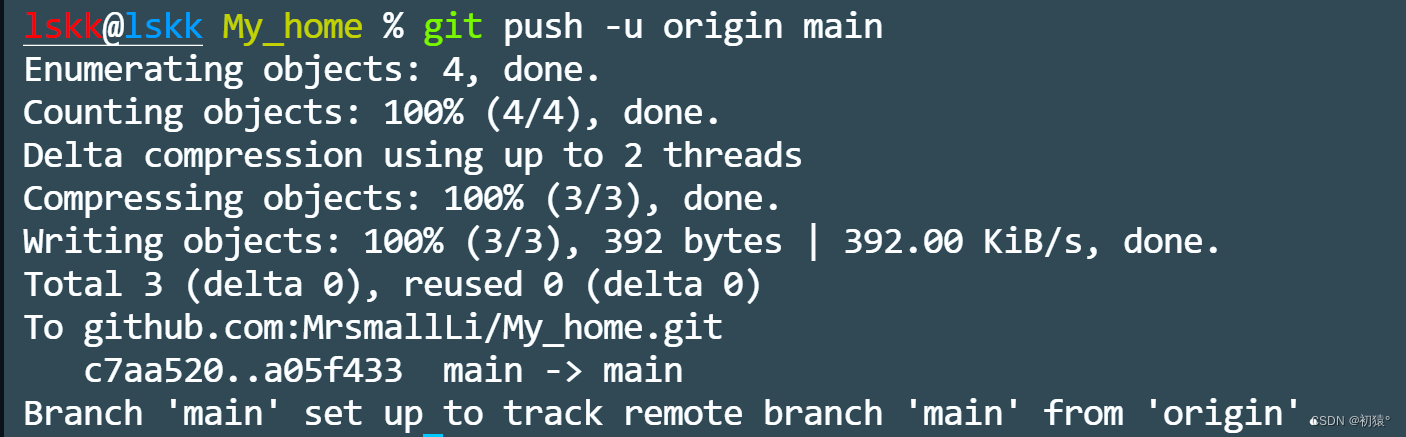 lskk@lskk My_home % git push -u origin main
Enumerating objects: 4, done.
Counting objects: 100% (4/4), done.
Delta compression using up to 2 threads
Compressing objects: 100% (3/3), done.
Writing objects: 100% (3/3), 392 bytes | 392.00 KiB/s, done.
Total 3 (delta 0), reused 0 (delta 0)
To github.com:MrsmallLi/My_home.git
   c7aa520..a05f433  main -> main
Branch 'main' set up to track remote branch 'main' from 'origin'.
CSDN @初猿°